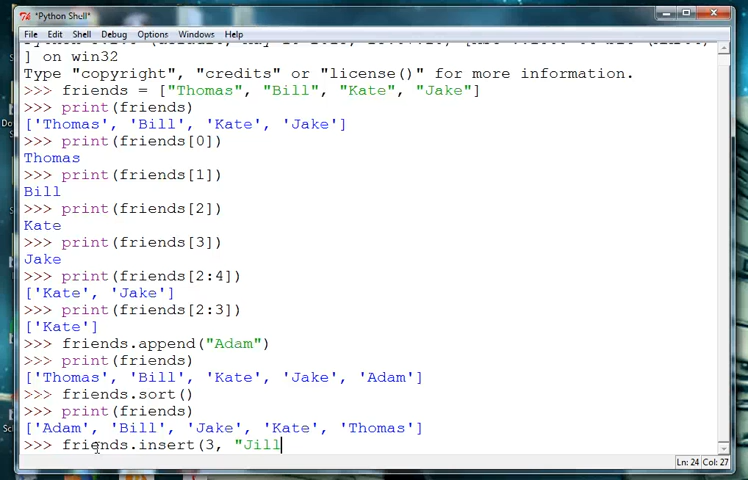 *Python Shell*
File Edit Shell Debug Options Windows Help
] on win32
Type "copyright", "credits" or "license()" for more information.
>>> friends = ["Thomas", "Bill", "Kate", "Jake"]
>>> print(friends)
['Thomas', 'Bill', 'Kate', 'Jake']
>>> print(friends[0])
Thomas
>>> print(friends[1])
Bill
>>> print(friends[2])
Kate
>>> print(friends[3])
Jake
>>> print(friends[2:4])
['Kate', 'Jake']
>>> print(friends[2:3])
['Kate']
>>> friends.append("Adam")
>>> print(friends)
['Thomas', 'Bill', 'Kate', 'Jake', 'Adam']
>>> friends.sort()
>>> print(friends)
['Adam', 'Bill', 'Jake', 'Kate', 'Thomas']
>>> friends.insert(3, "Jill
Ln: 24 Col: 27